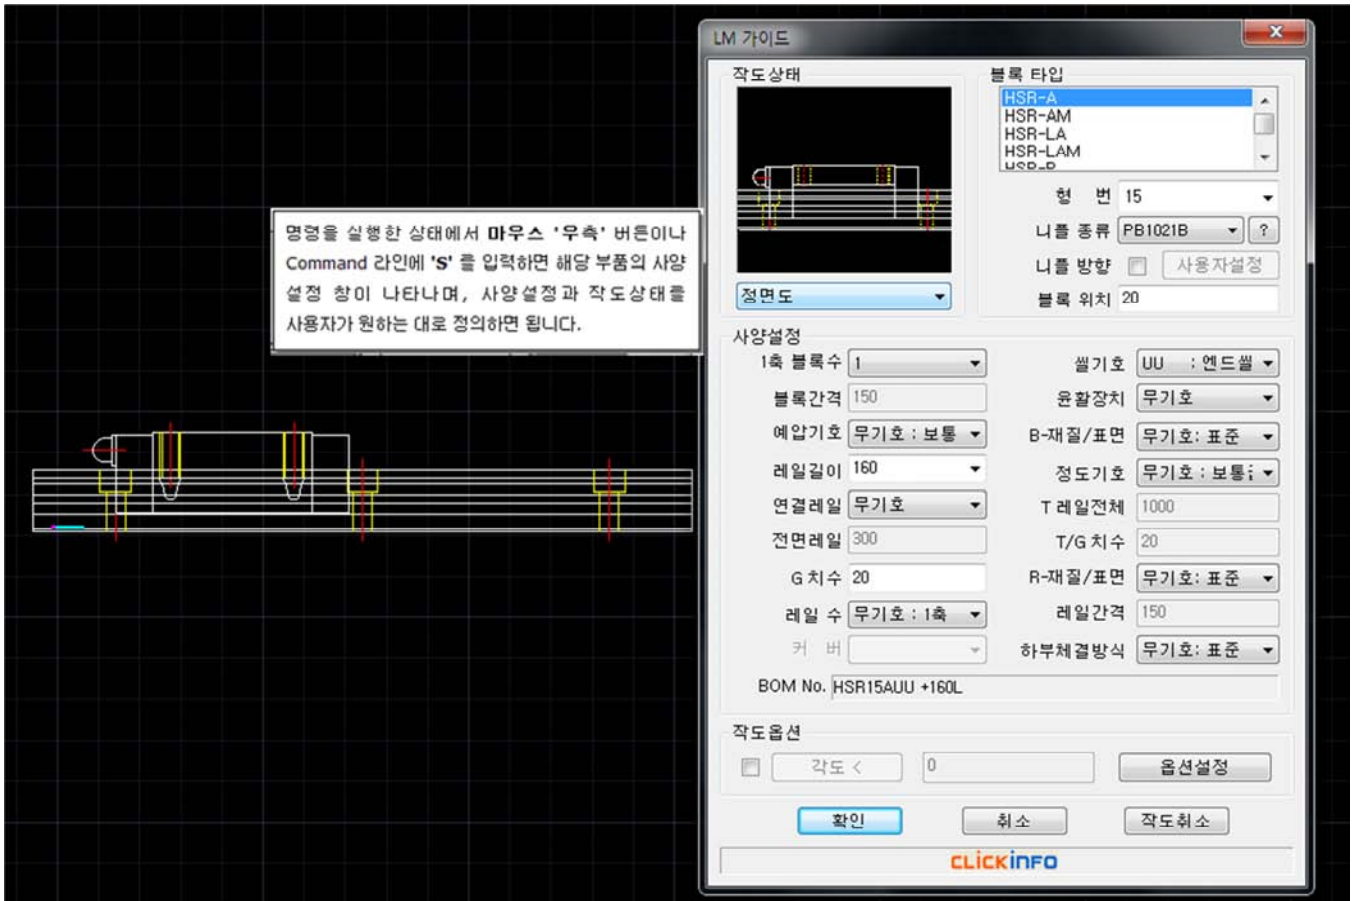 LM 가이드
명령을 실행한 상태에서 마우스 '우측' 버튼이나
Command 라인에 'S' 를 입력하면 해당 부품의 사양
설정 창이 나타나며, 사양설정과 작도상태를
사용자가 원하는 대로 정의하면 됩니다.
작도상태
정면도
블록 타입
HSR-A
HSR-AM
HSR-LA
HSR-LAM
형 번 15
니플 종류 PB1021B ?
니플 방향 사용자설정
블록 위치 20
사양설정
1축 블록수 1
씰기호 UU : 엔드씰
블록간격 150
윤활장치 무기호
예압기호 무기호 : 보통
B-재질/표면 무기호: 표준
레일길이 160
정도기호 무기호 : 보통
연결레일 무기호
T 레일전체 1000
전면레일 300
T/G 치수 20
G 치수 20
R-재질/표면 무기호: 표준
레일 수 무기호 : 1축
레일간격 150
커 버
하부체결방식 무기호: 표준
BOM No. HSR15AUU +160L
작도옵션
각도 < 0 옵션설정
확인 취소 작도취소
CLICKINFO